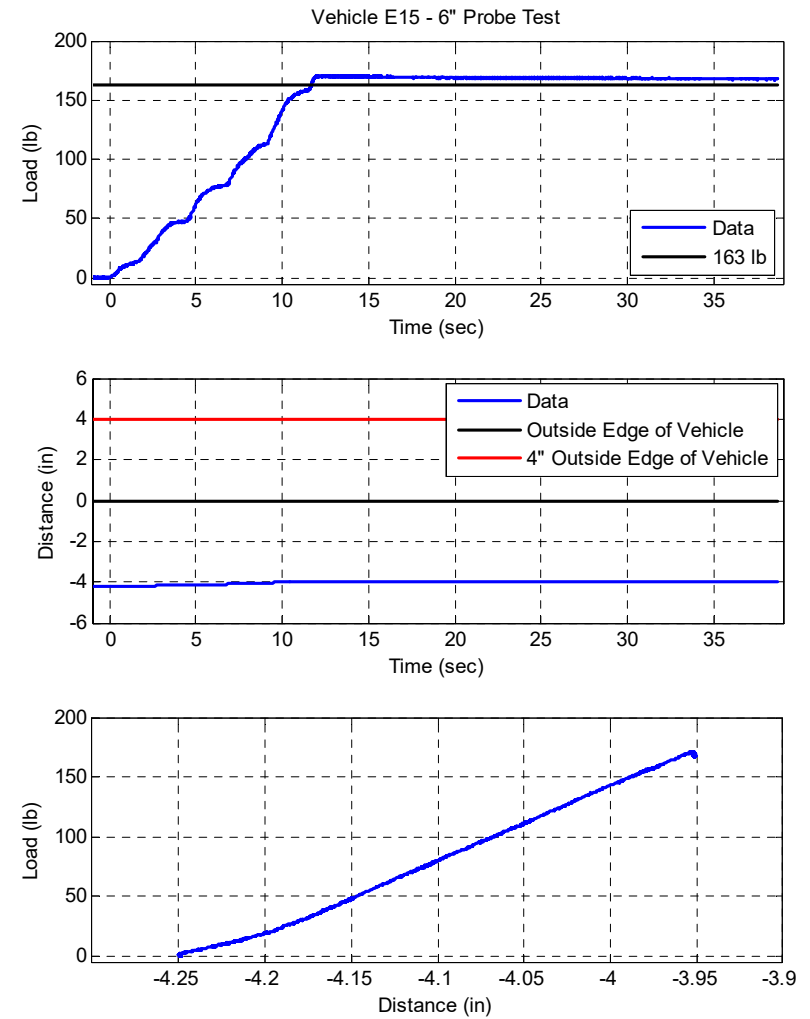 Vehicle E15 - 6" Probe Test
200
150
100
50
0
Load (lb)
Data
163 lb
0 5 10 15 20 25 30 35
Time (sec)
6
4
2
0
-2
-4
-6
Distance (in)
Data
Outside Edge of Vehicle
4" Outside Edge of Vehicle
0 5 10 15 20 25 30 35
Time (sec)
200
150
100
50
0
Load (lb)
-4.25 -4.2 -4.15 -4.1 -4.05 -4 -3.95 -3.9
Distance (in)